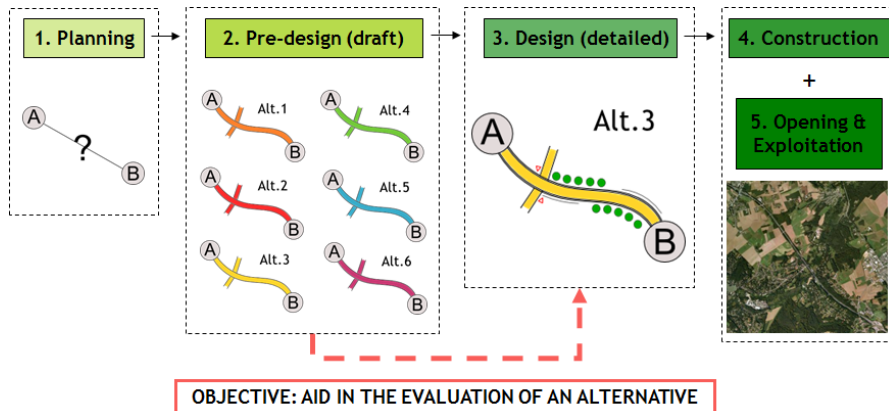 1. Planning
2. Pre-design (draft)
3. Design (detailed)
4. Construction
+
5. Opening &
Exploitation
A
?
B
A
Alt.1
B
A
Alt.4
B
A
Alt.2
B
A
Alt.5
B
A
Alt.3
B
A
Alt.6
B
A
Alt.3
B
OBJECTIVE: AID IN THE EVALUATION OF AN ALTERNATIVE